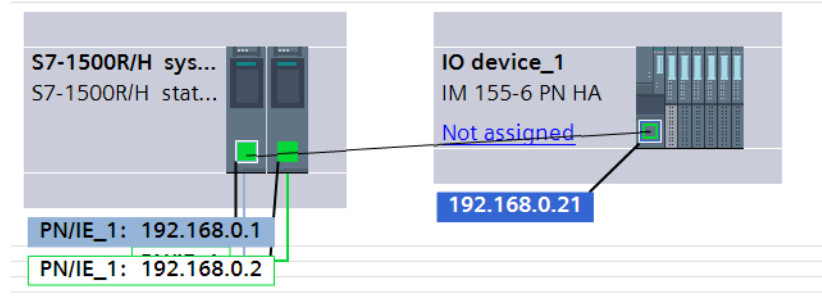 S7-1500R/H sys...
S7-1500R/H stat...
IO device_1
IM 155-6 PN HA
Not assigned
192.168.0.21
PN/IE_1: 192.168.0.1
PN/IE_1: 192.168.0.2